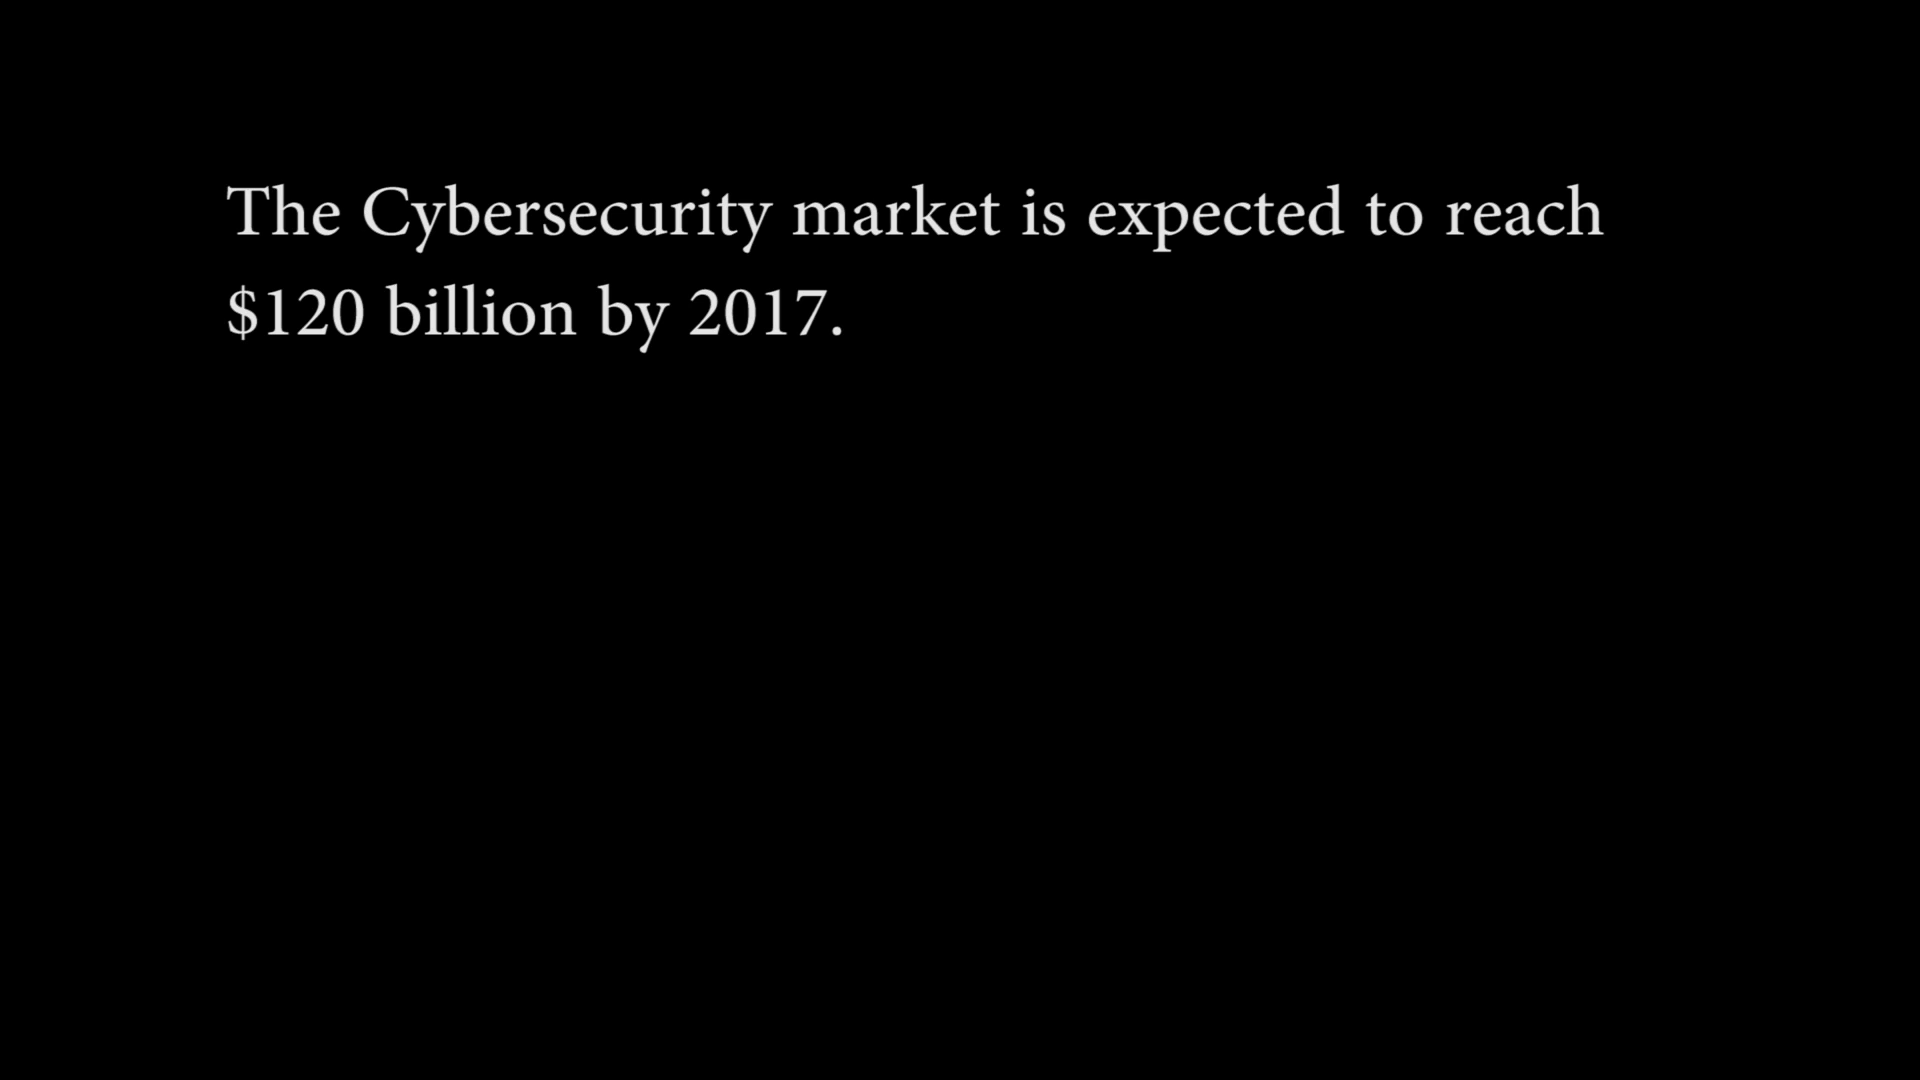 The Cybersecurity market is expected to reach
$120 billion by 2017.